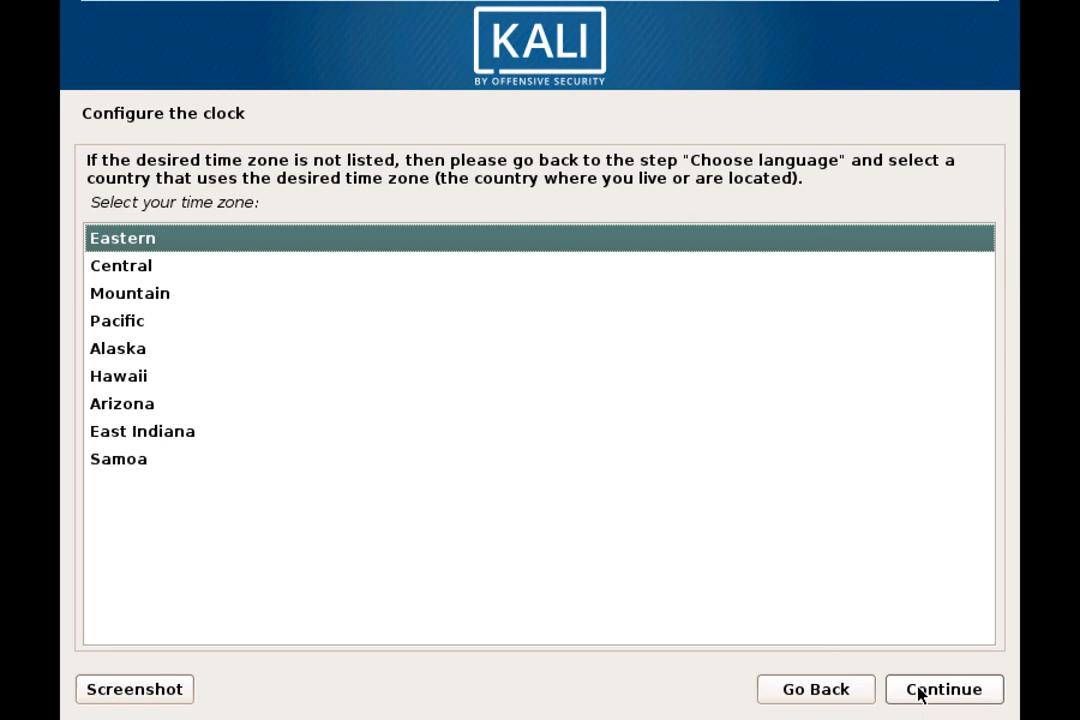 KALI
BY OFFENSIVE SECURITY
Configure the clock
If the desired time zone is not listed, then please go back to the step "Choose language" and select a
country that uses the desired time zone (the country where you live or are located).
Select your time zone:
Eastern
Central
Mountain
Pacific
Alaska
Hawaii
Arizona
East Indiana
Samoa
Screenshot
Go Back
Continue